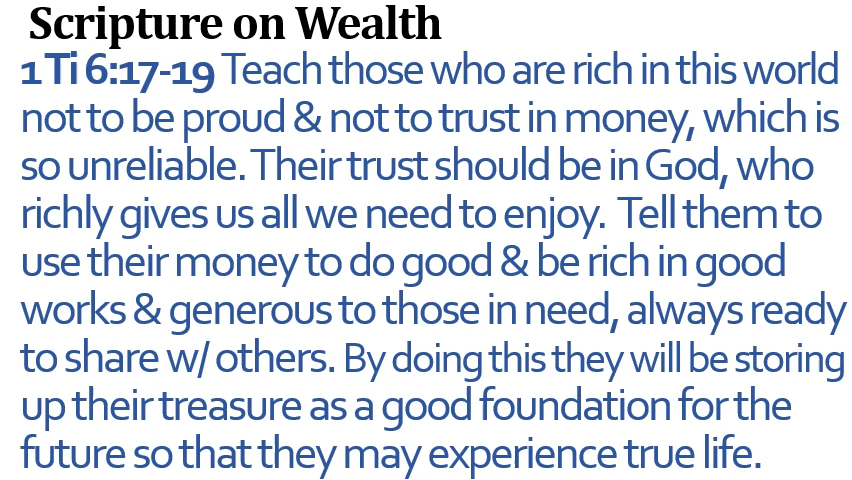 Scripture on Wealth
1 Ti 6:17-19 Teach those who are rich in this world
not to be proud & not to trust in money, which is
so unreliable. Their trust should be in God, who
richly gives us all we need to enjoy. Tell them to
use their money to do good & be rich in good
works & generous to those in need, always ready
to share w/ others. By doing this they will be storing
up their treasure as a good foundation for the
future so that they may experience true life.